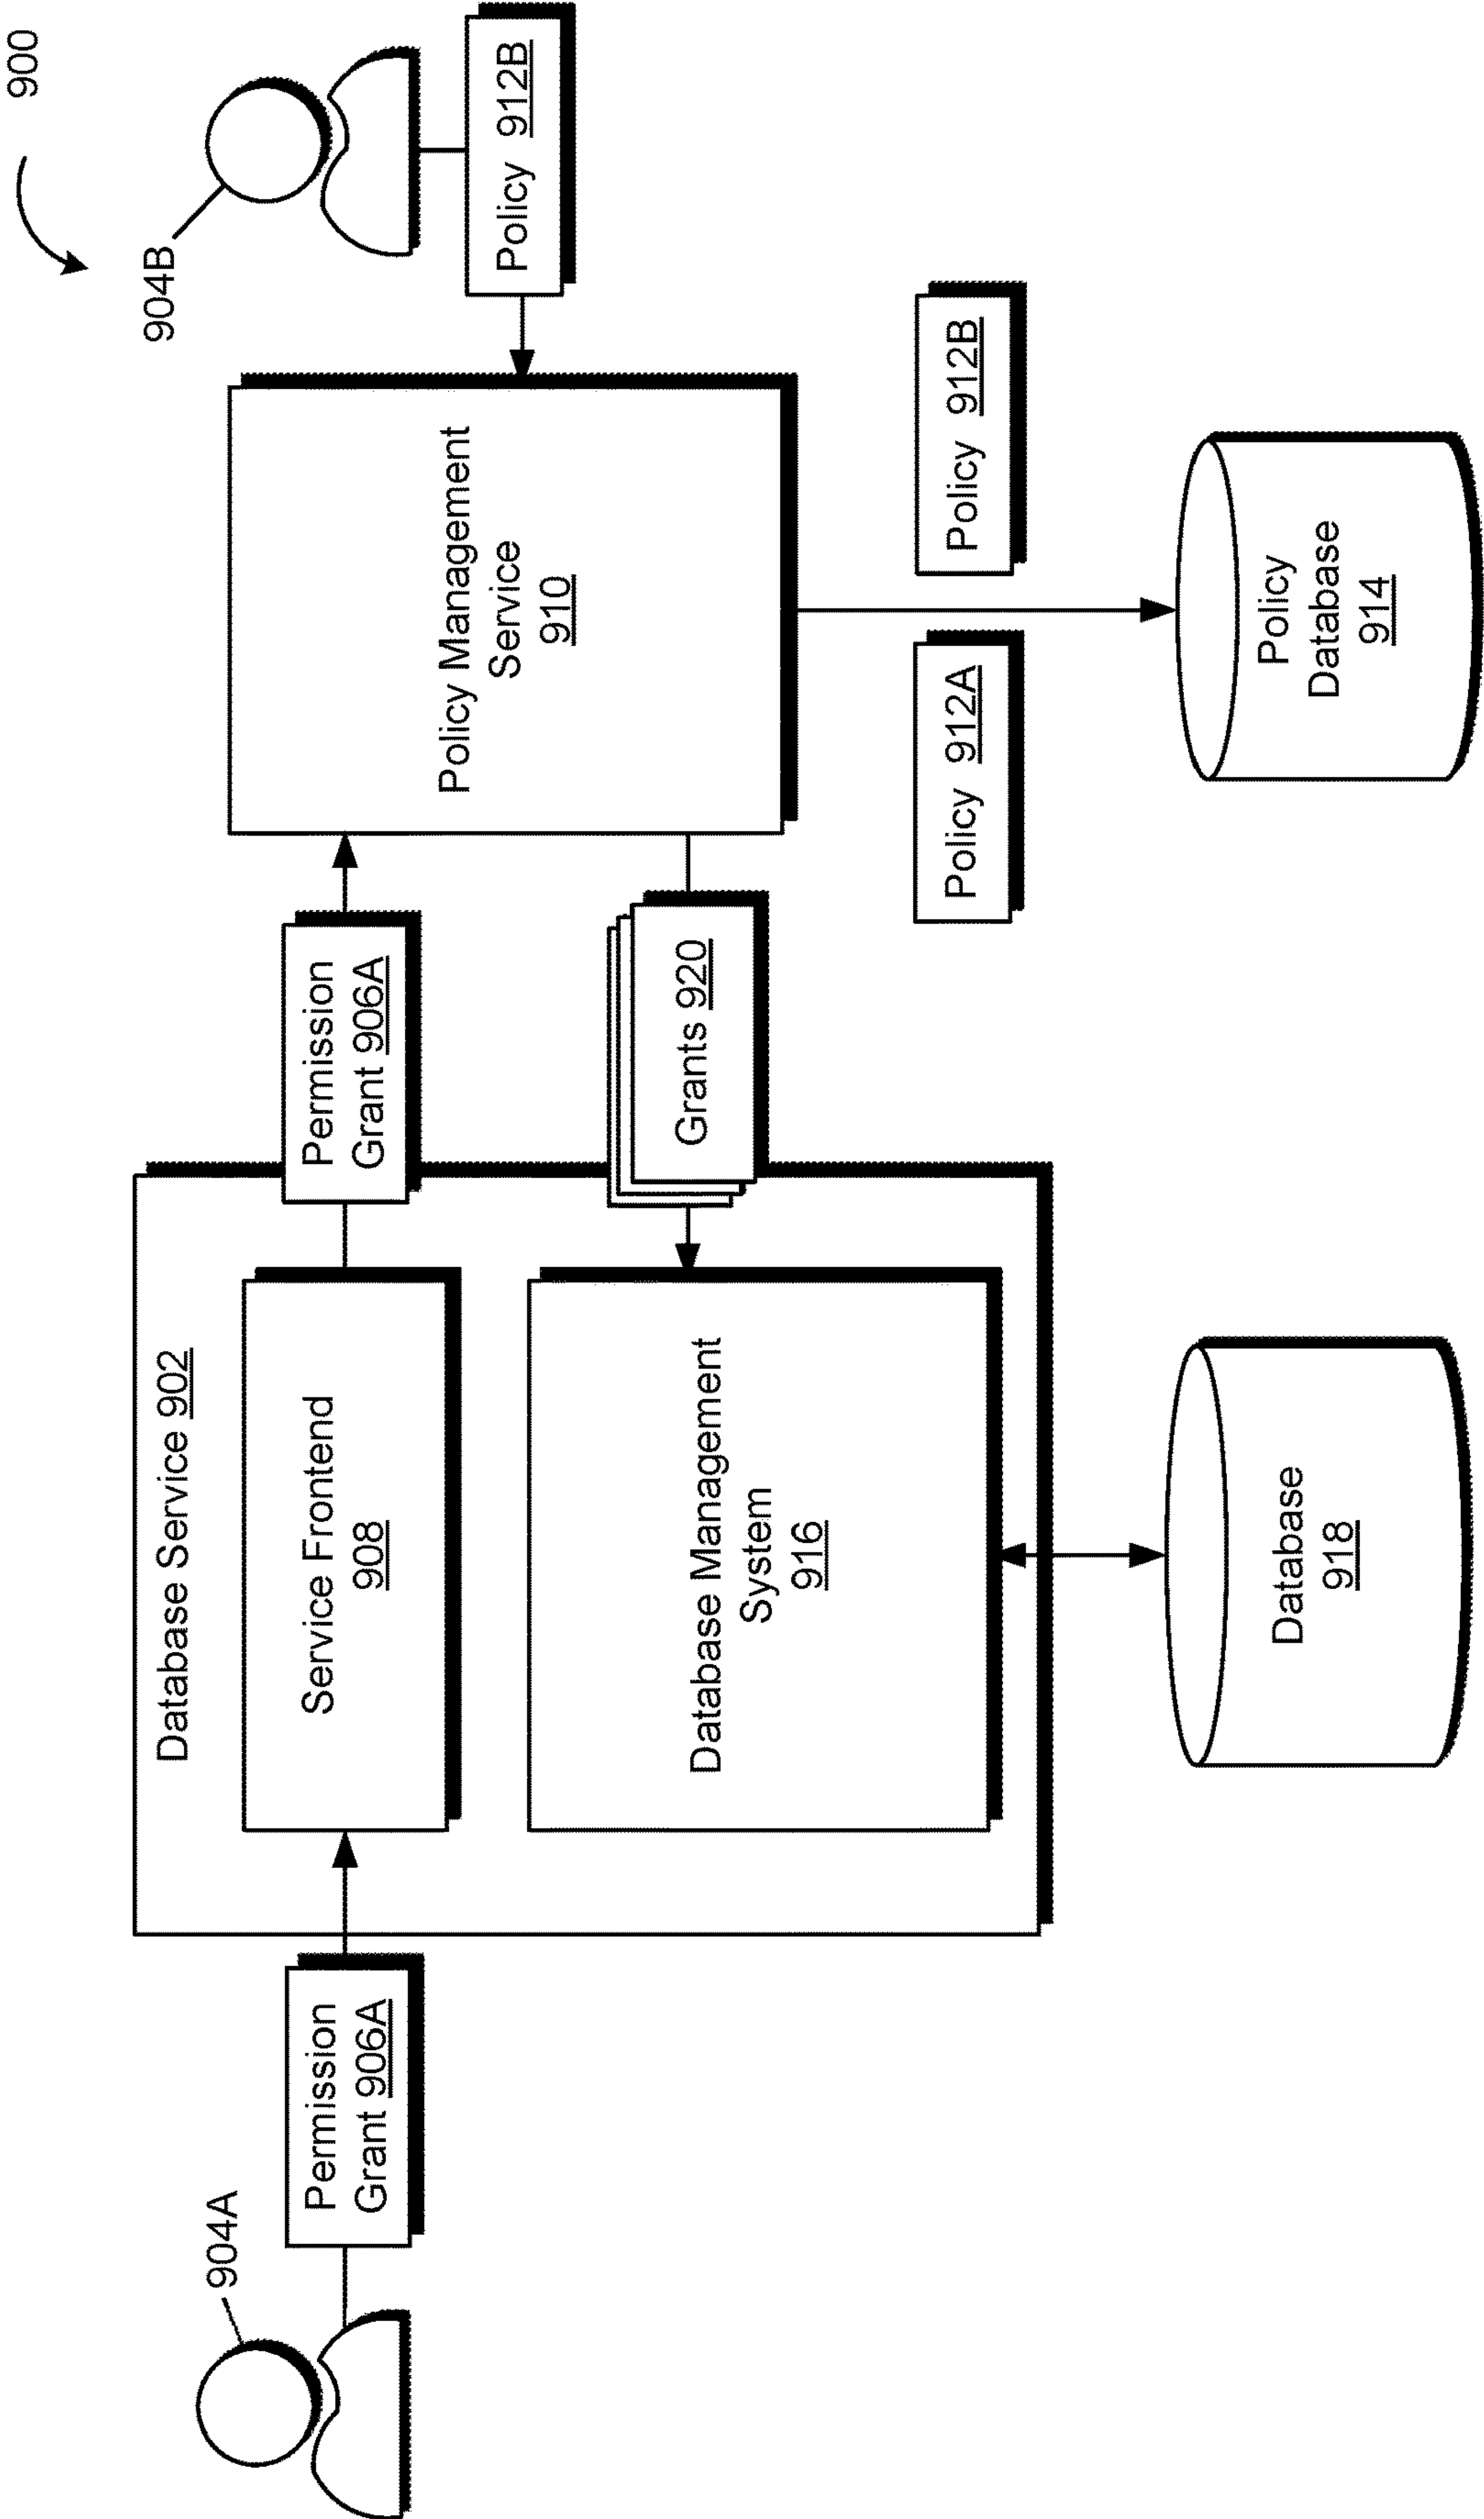 900
904A
904B
Database Service 902
Permission
Grant 906A
Service Frontend
908
Permission
Grant 906A
Policy Management
Service
910
Policy 912B
Database Management
System
916
Grants 920
Policy 912A
Policy 912B
Database
918
Policy
Database
914